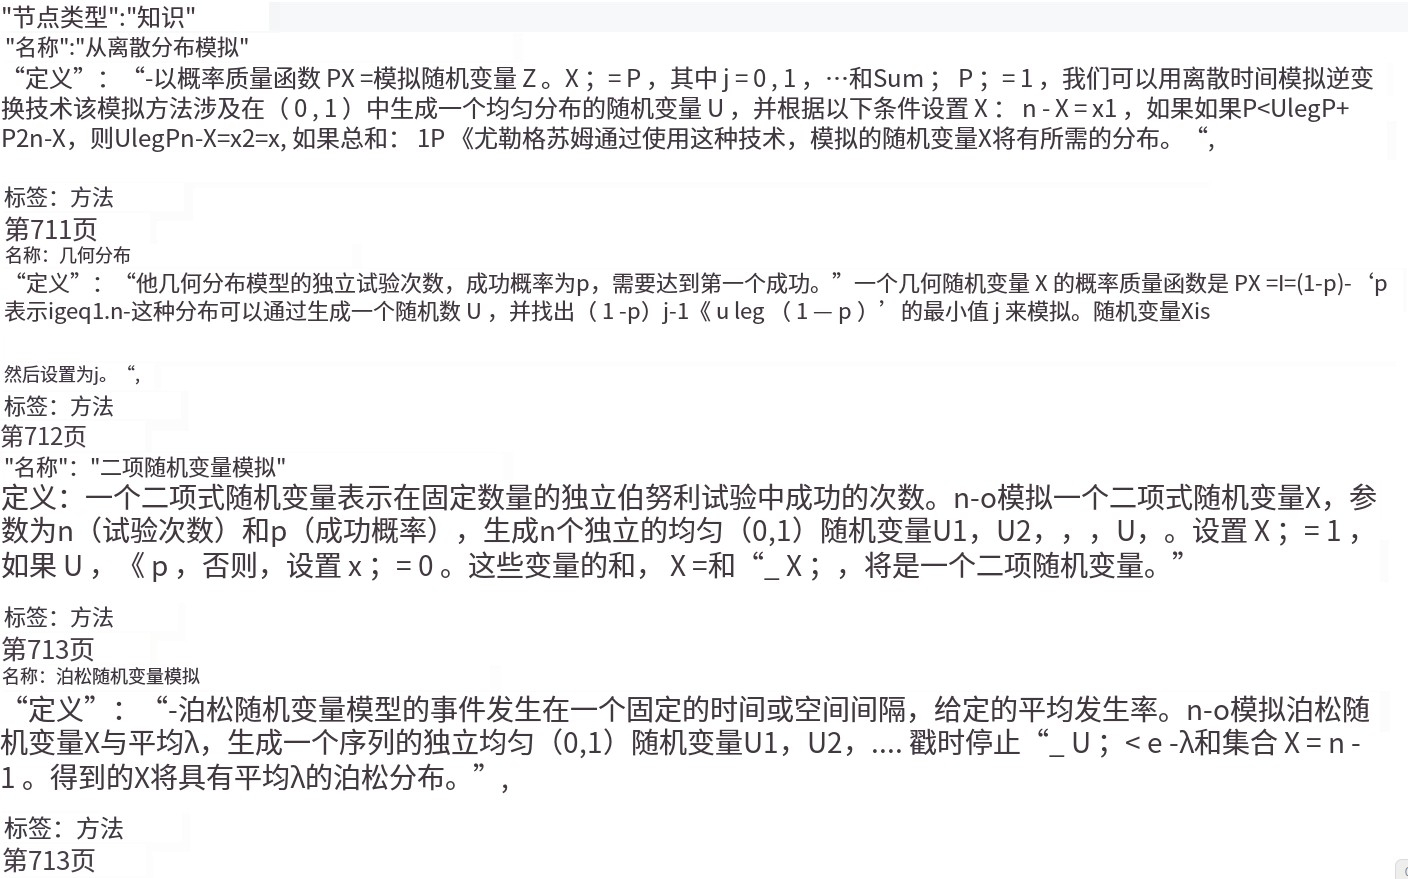 "节点类型":"知识"
"名称":"从离散分布模拟"
“定义”：“-以概率质量函数 PX =模拟随机变量 Z 。X ；= P ，其中 j = 0 , 1 ，…和Sum ； P ；= 1 ，我们可以用离散时间模拟逆变
换技术该模拟方法涉及在（ 0 , 1 ）中生成一个均匀分布的随机变量 U ，并根据以下条件设置 X ： n - X = x1 ，如果如果P<UlegP+
P2n-X，则UlegPn-X=x2=x, 如果总和： 1P 《尤勒格苏姆通过使用这种技术，模拟的随机变量X将有所需的分布。“,
标签：方法
第711页
名称：几何分布
“定义”：“他几何分布模型的独立试验次数，成功概率为p，需要达到第一个成功。”一个几何随机变量 X 的概率质量函数是 PX =I=(1-p)-‘p
表示igeq1.n-这种分布可以通过生成一个随机数 U ，并找出（ 1 -p）j-1《 u leg （ 1 — p ）’的最小值 j 来模拟。随机变量Xis
然后设置为j。“,
标签：方法
第712页
"名称"："二项随机变量模拟"
定义：一个二项式随机变量表示在固定数量的独立伯努利试验中成功的次数。n-o模拟一个二项式随机变量X，参
数为n（试验次数）和p（成功概率），生成n个独立的均匀（0,1）随机变量U1，U2，，，U，。设置 X ；= 1 ，
如果 U ，《 p ，否则，设置 x ；= 0 。这些变量的和， X =和“_ X ；，将是一个二项随机变量。”
标签：方法
第713页
名称：泊松随机变量模拟
“定义”：“-泊松随机变量模型的事件发生在一个固定的时间或空间间隔，给定的平均发生率。n-o模拟泊松随
机变量X与平均λ，生成一个序列的独立均匀（0,1）随机变量U1，U2，.... 戳时停止“_ U ；< e -λ和集合 X = n -
1 。得到的X将具有平均λ的泊松分布。”，
标签：方法
第713页